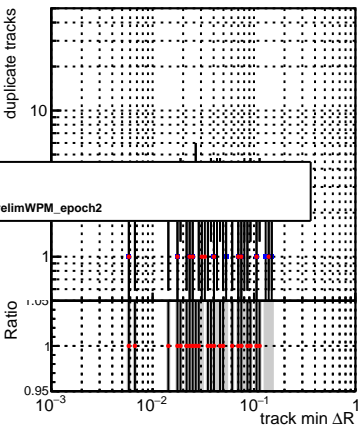 duplicate tracks
10
relimWPM_epoch2
1
1.05
Ratio
1
0.95
10⁻³ 10⁻² 10⁻¹ 1
track min ΔR